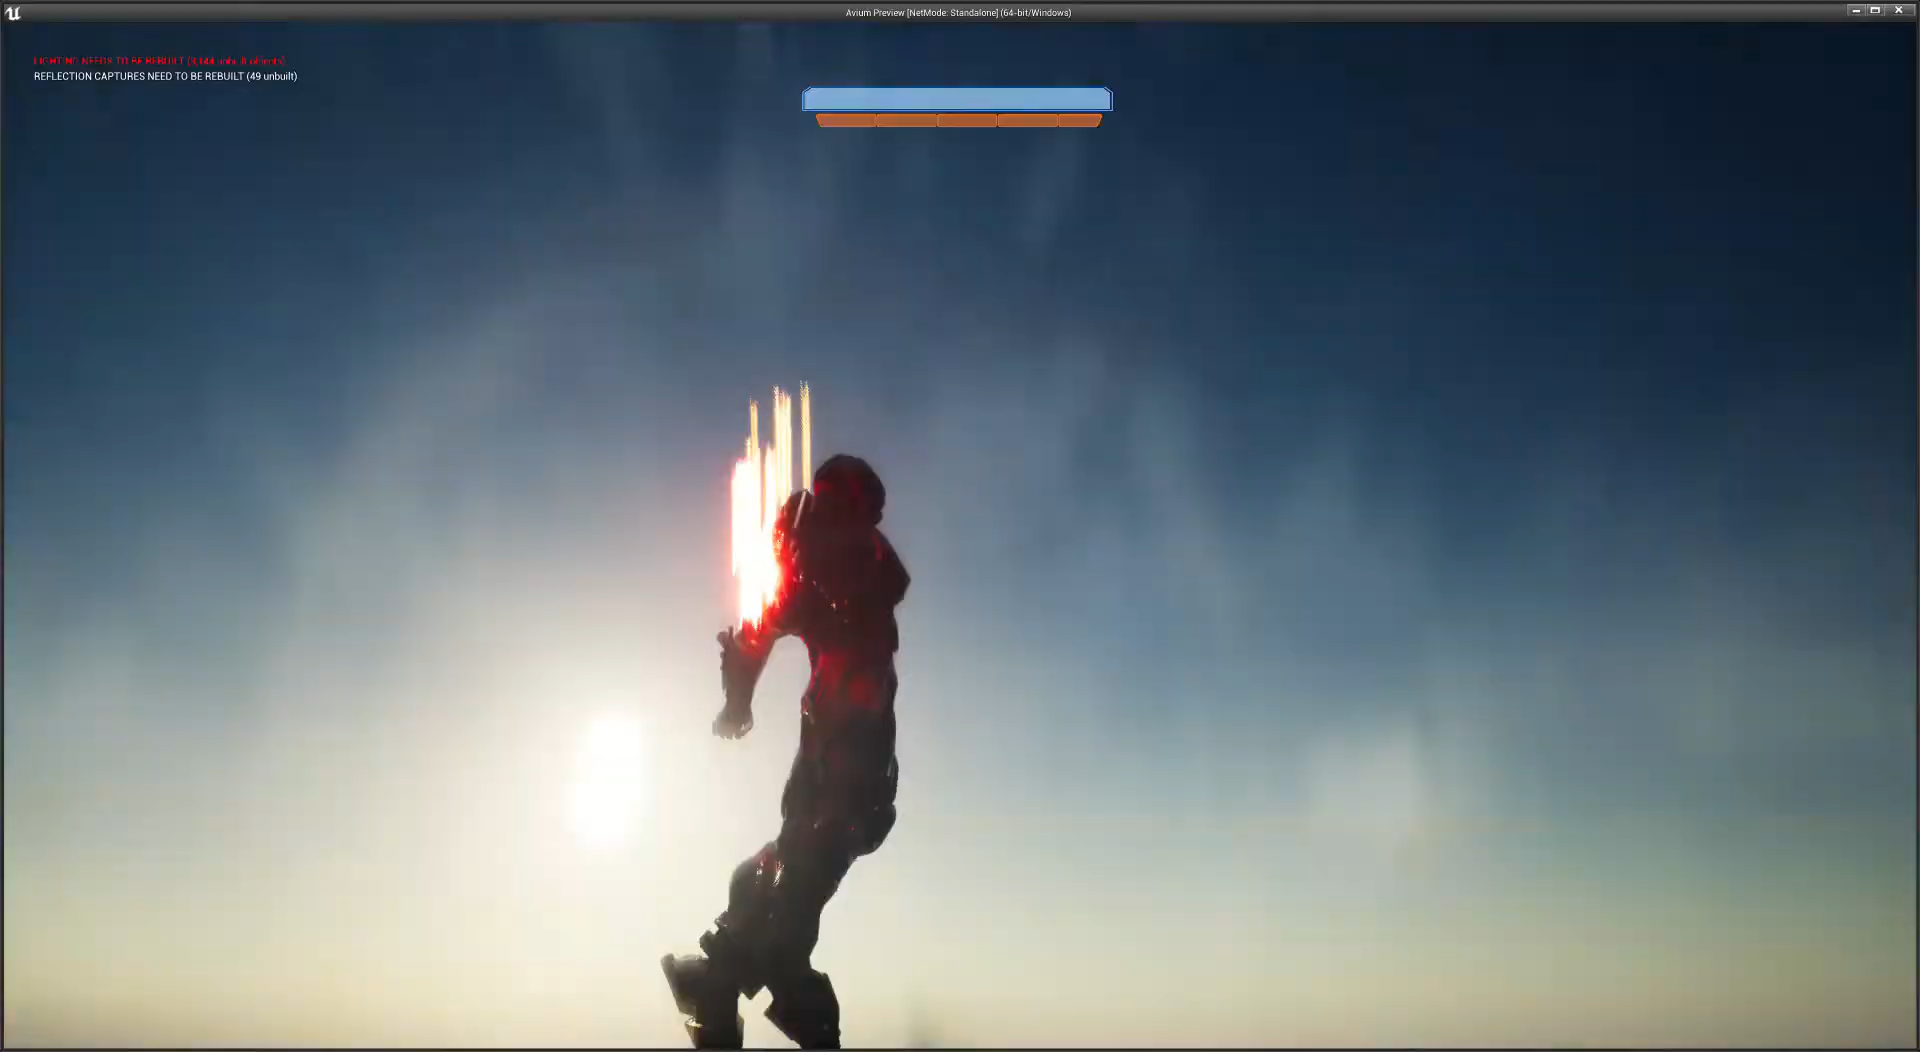 Avium Preview [NetMode: Standalone] (64-bit/Windows)
LIGHTING NEEDS TO BE REBUILT
REFLECTION CAPTURES NEED TO BE REBUILT (49 unbuilt)